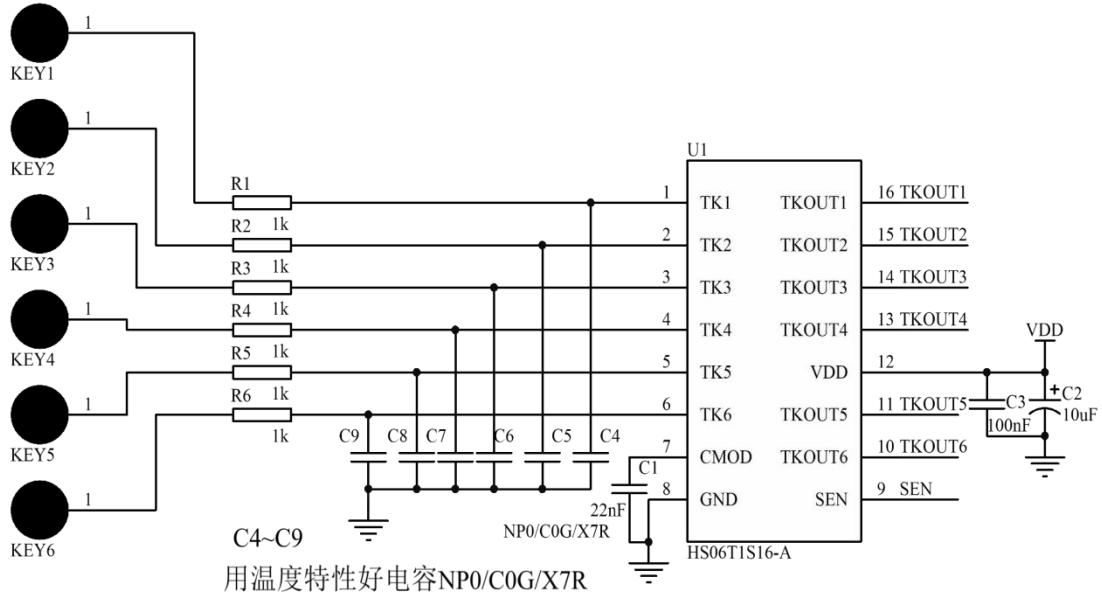 1
KEY1
1
KEY2
1
KEY3
1
KEY4
1
KEY5
1
KEY6
R1
1k
R2
1k
R3
1k
R4
1k
R5
1k
R6
1k
C9
C8
C7
C6
C5
C4
C4~C9
用温度特性好电容NP0/C0G/X7R
C1
22nF
NP0/C0G/X7R
U1
1 TK1 TKOUT1 16 TKOUT1
2 TK2 TKOUT2 15 TKOUT2
3 TK3 TKOUT3 14 TKOUT3
4 TK4 TKOUT4 13 TKOUT4
5 TK5 VDD 12
6 TK6 TKOUT5 11 TKOUT5
7 CMOD TKOUT6 10 TKOUT6
8 GND SEN 9 SEN
HS06T1S16-A
VDD
C3
100nF
+
C2
10uF